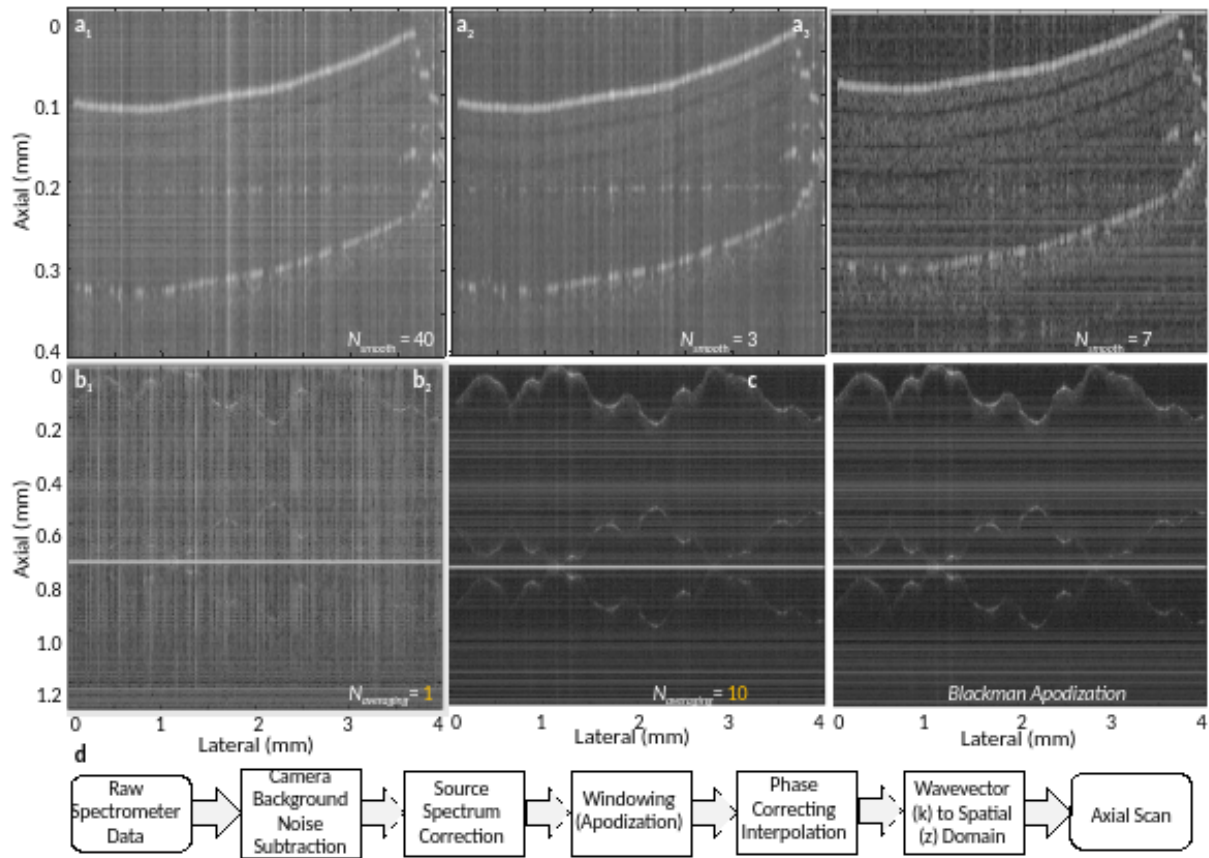 a1
a2
a3
0
0.1
0.2
0.3
0.4
Axial (mm)
Nsmooth = 40
Nsmooth = 3
Nsmooth = 7
b1
b2
c
0
0.2
0.4
0.6
0.8
1.0
1.2
Axial (mm)
Naveraging = 1
Naveraging = 10
Blackman Apodization
0 1 2 3 4
0 1 2 3 4
0 1 2 3 4
Lateral (mm)
Lateral (mm)
Lateral (mm)
d
Raw
Spectrometer
Data
Camera
Background
Noise
Subtraction
Source
Spectrum
Correction
Windowing
(Apodization)
Phase
Correcting
Interpolation
Wavevector
(k) to Spatial
(z) Domain
Axial Scan